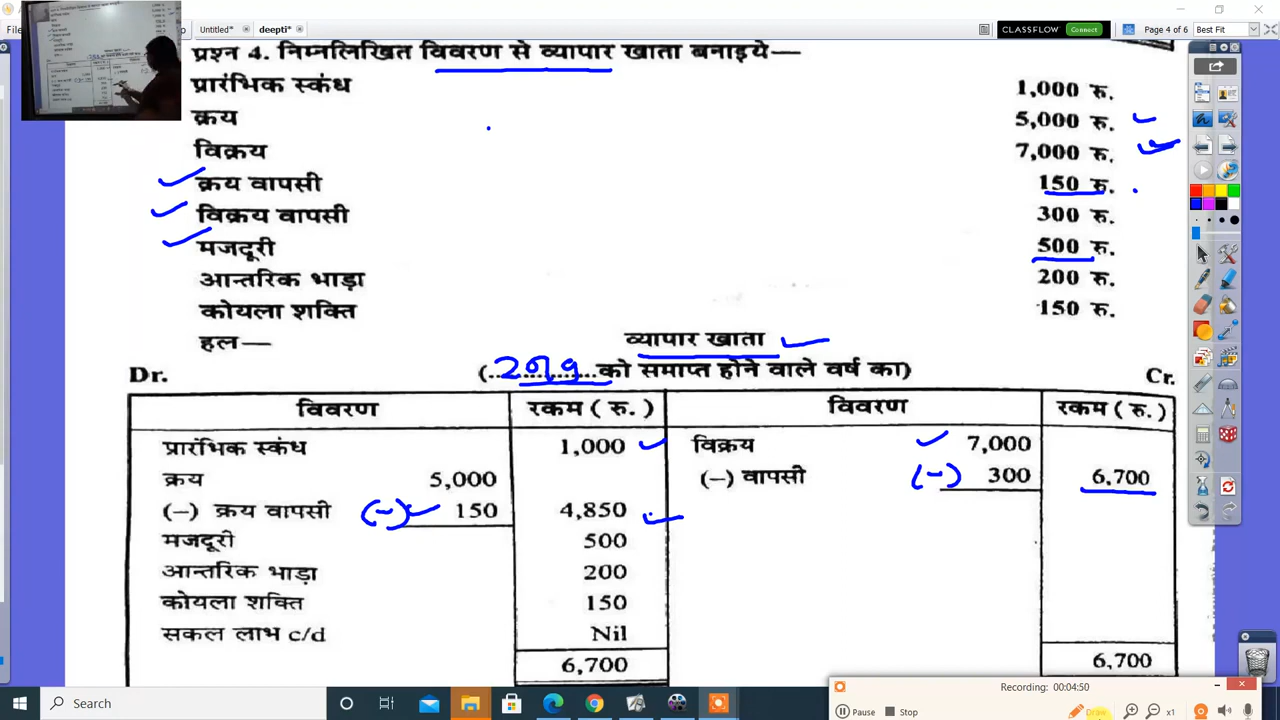 Untitled*
deepti*
CLASSFLOW
Connect
Page 4 of 6
Best Fit
प्रश्न 4. निम्नलिखित विवरण से व्यापार खाता बनाइये—
प्रारंभिक स्कंध 1,000 रु.
क्रय 5,000 रु.
विक्रय 7,000 रु.
क्रय वापसी 150 रु.
विक्रय वापसी 300 रु.
मजदूरी 500 रु.
आन्तरिक भाड़ा 200 रु.
कोयला शक्ति 150 रु.
हल— व्यापार खाता
Dr. (..2019..को समाप्त होने वाले वर्ष का) Cr.
विवरण रकम ( रु. ) विवरण रकम ( रु. )
प्रारंभिक स्कंध 1,000 विक्रय 7,000
क्रय 5,000 (–) वापसी (-) 300 6,700
(–) क्रय वापसी (-) 150 4,850
मजदूरी 500
आन्तरिक भाड़ा 200
कोयला शक्ति 150
सकल लाभ c/d Nil
6,700 6,700
Recording: 00:04:50
Search
Pause
Stop
Draw
x1